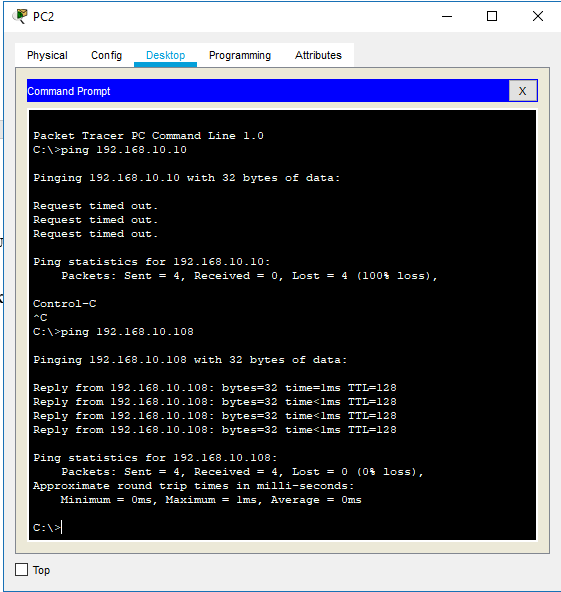 PC2
Physical Config Desktop Programming Attributes
Command Prompt
X
Packet Tracer PC Command Line 1.0
C:\>ping 192.168.10.10
Pinging 192.168.10.10 with 32 bytes of data:
Request timed out.
Request timed out.
Request timed out.
Ping statistics for 192.168.10.10:
Packets: Sent = 4, Received = 0, Lost = 4 (100% loss),
Control-C
^C
C:\>ping 192.168.10.108
Pinging 192.168.10.108 with 32 bytes of data:
Reply from 192.168.10.108: bytes=32 time=1ms TTL=128
Reply from 192.168.10.108: bytes=32 time<1ms TTL=128
Reply from 192.168.10.108: bytes=32 time<1ms TTL=128
Reply from 192.168.10.108: bytes=32 time<1ms TTL=128
Ping statistics for 192.168.10.108:
Packets: Sent = 4, Received = 4, Lost = 0 (0% loss),
Approximate round trip times in milli-seconds:
Minimum = 0ms, Maximum = 1ms, Average = 0ms
C:\>
Top